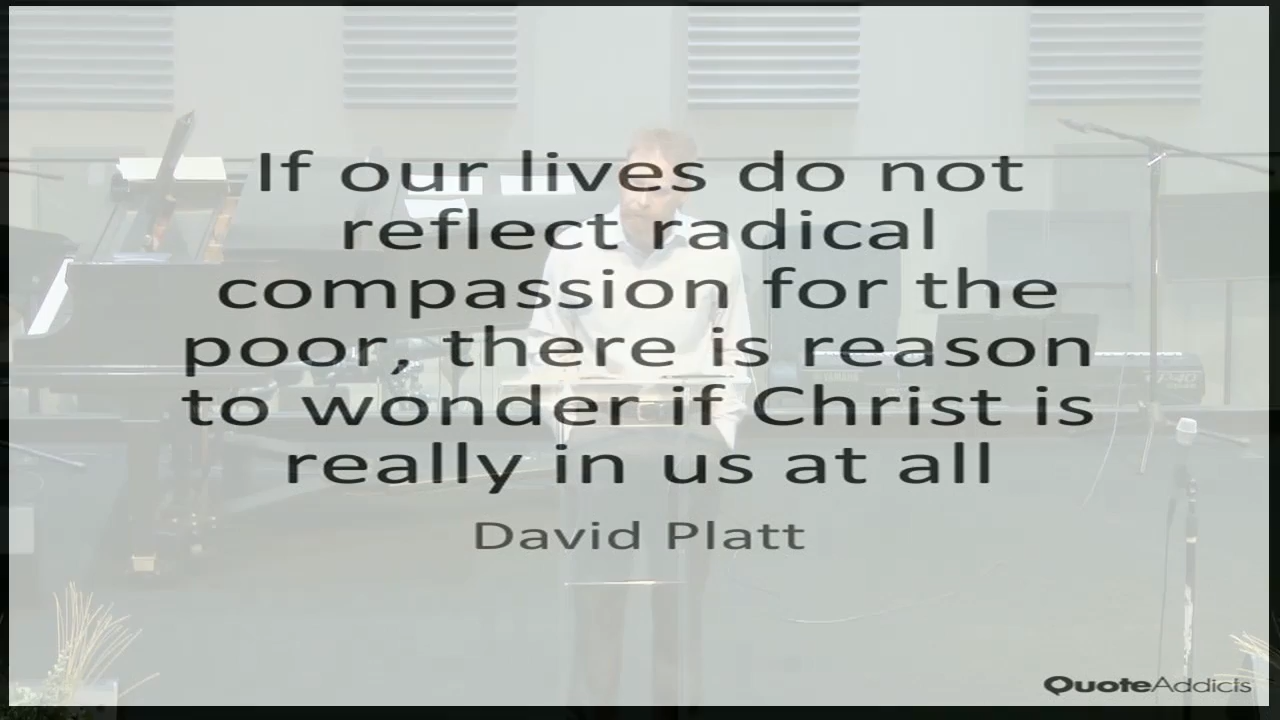 If our lives do not
reflect radical
compassion for the
poor, there is reason
to wonder if Christ is
really in us at all
David Platt
QuoteAddicts